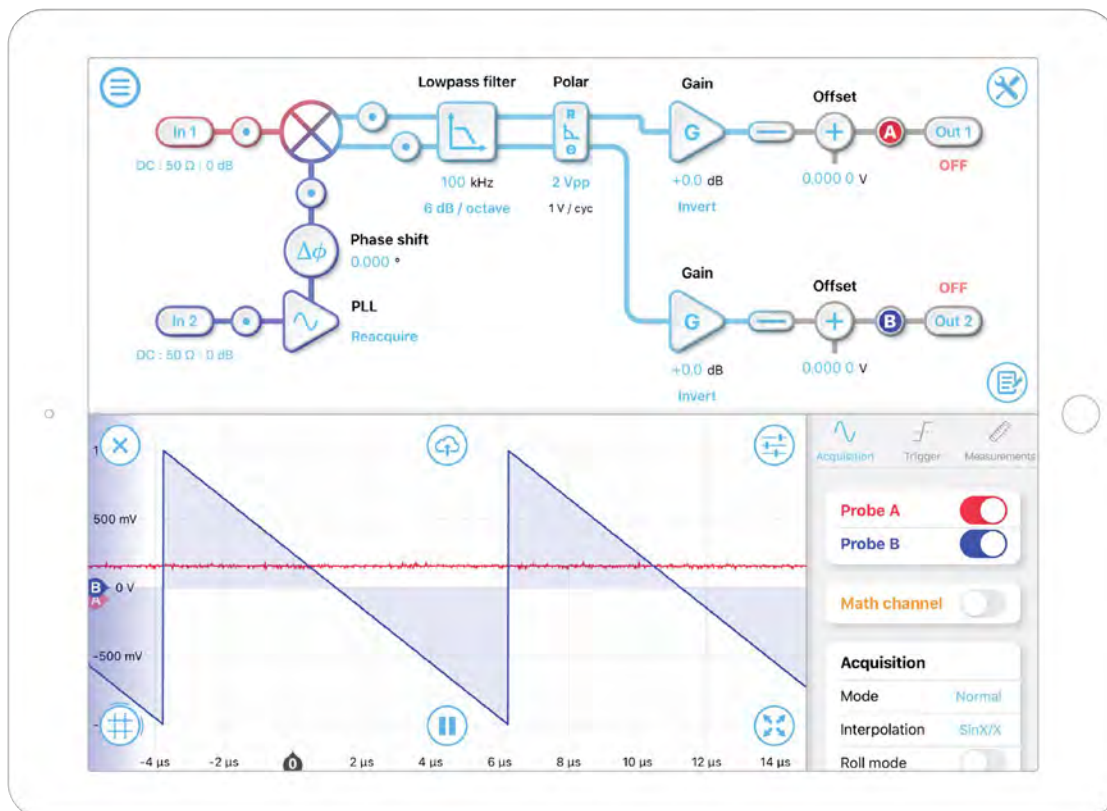 Lowpass filter
Polar
Gain
Offset
In 1
R
Θ
G
A
Out 1
DC : 50 Ω : 0 dB
OFF
100 kHz
2 Vpp
+0.0 dB
0.000 0 V
6 dB / octave
1 V / cyc
Invert
Δϕ
Phase shift
0.000 °
Gain
Offset
OFF
PLL
In 2
Reacquire
G
B
Out 2
DC : 50 Ω : 0 dB
+0.0 dB
0.000 0 V
Invert
Acquisition
Trigger
Measurements
500 mV
B
0 V
A
-500 mV
-4 µs
-2 µs
0
2 µs
4 µs
6 µs
8 µs
10 µs
12 µs
14 µs
Probe A
Probe B
Math channel
Acquisition
Mode
Normal
Interpolation
SinX/X
Roll mode